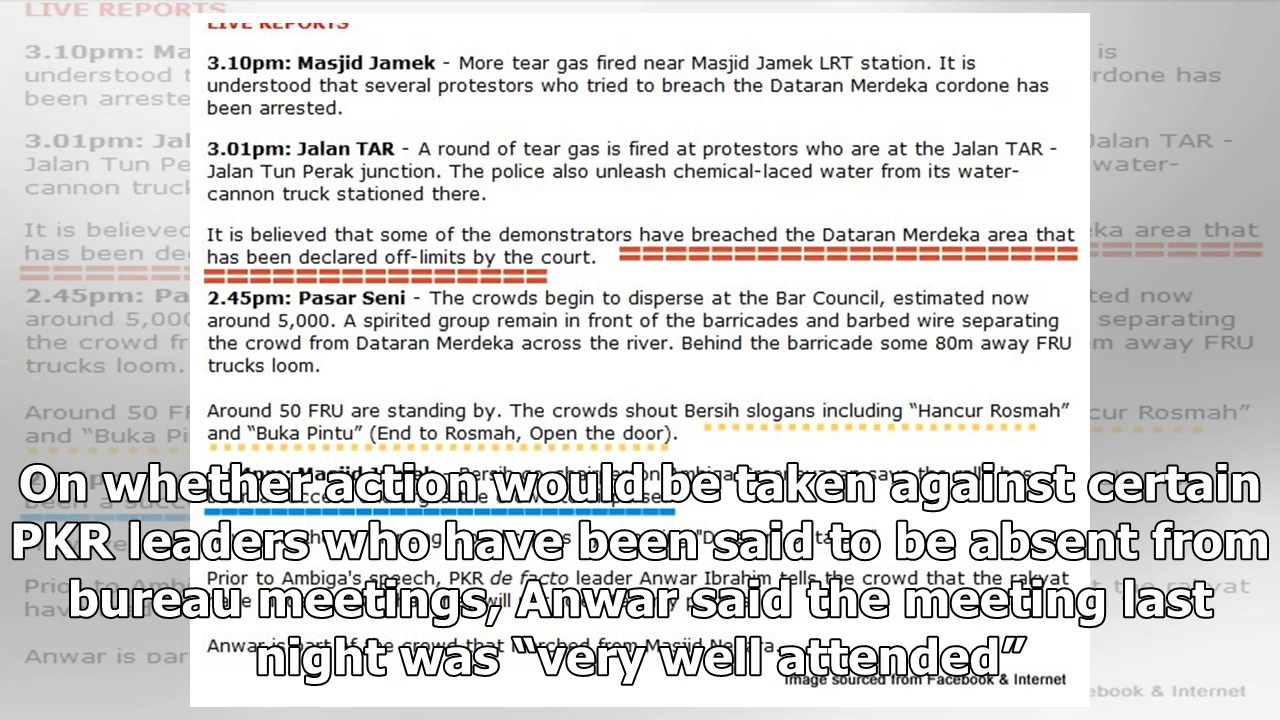 LIVE REPORTS
3.10pm: Masjid Jamek - More tear gas fired near Masjid Jamek LRT station. It is
understood that several protestors who tried to breach the Dataran Merdeka cordone has
been arrested.
3.01pm: Jalan TAR - A round of tear gas is fired at protestors who are at the Jalan TAR -
Jalan Tun Perak junction. The police also unleash chemical-laced water from its water-
cannon truck stationed there.
It is believed that some of the demonstrators have breached the Dataran Merdeka area that
has been declared off-limits by the court.
2.45pm: Pasar Seni - The crowds begin to disperse at the Bar Council, estimated now
around 5,000. A spirited group remain in front of the barricades and barbed wire separating
the crowd from Dataran Merdeka across the river. Behind the barricade some 80m away FRU
trucks loom.
Around 50 FRU are standing by. The crowds shout Bersih slogans including “Hancur Rosmah”
and “Buka Pintu” (End to Rosmah, Open the door).
On whether action would be taken against certain
PKR leaders who have been said to be absent from
bureau meetings, Anwar said the meeting last
night was “very well attended”
Prior to Ambiga's speech, PKR de facto leader Anwar Ibrahim tells the crowd that the rakyat
Anwar is part of the crowd that marched from Masjid Negara.
Image sourced from Facebook & Internet